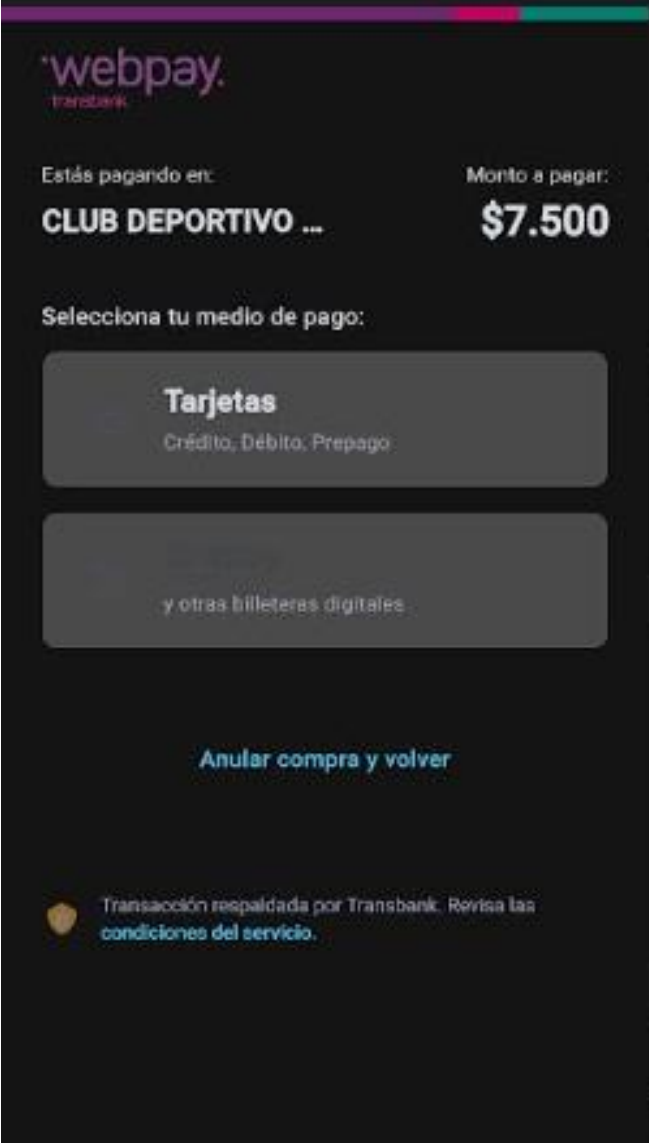 webpay.
transbank.
Estás pagando en:
Monto a pagar:
CLUB DEPORTIVO ...
$7.500
Selecciona tu medio de pago:
Tarjetas
Crédito, Débito, Prepago
y otras billeteras digitales
Anular compra y volver
Transacción respaldada por Transbank. Revisa las
condiciones del servicio.